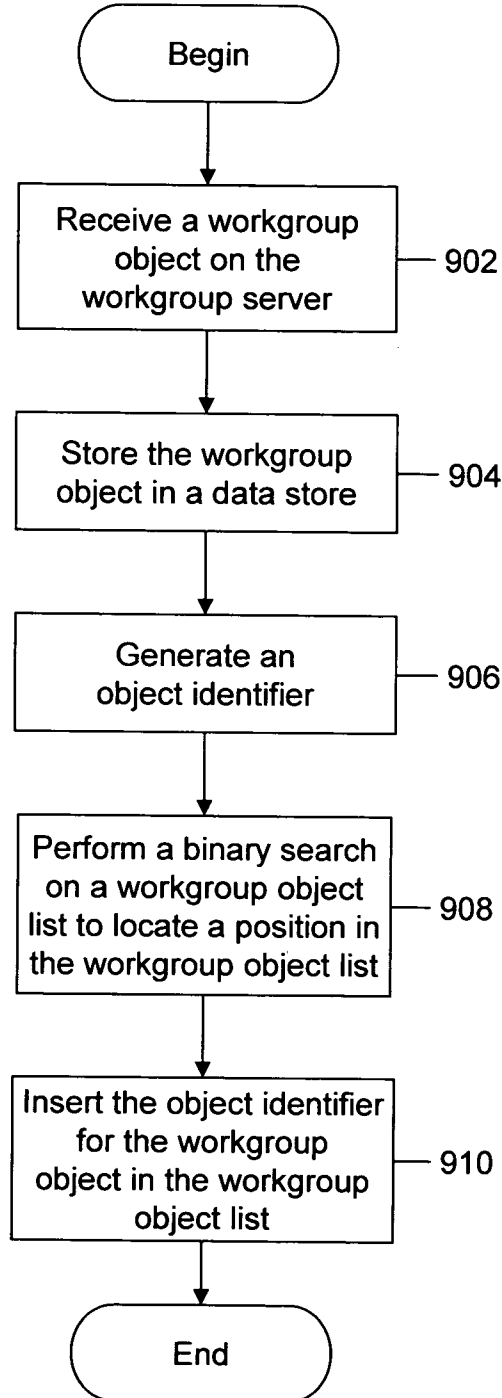 Begin
Receive a workgroup
object on the
workgroup server
902
Store the workgroup
object in a data store
904
Generate an
object identifier
906
Perform a binary search
on a workgroup object
list to locate a position in
the workgroup object list
908
Insert the object identifier
for the workgroup
object in the workgroup
object list
910
End